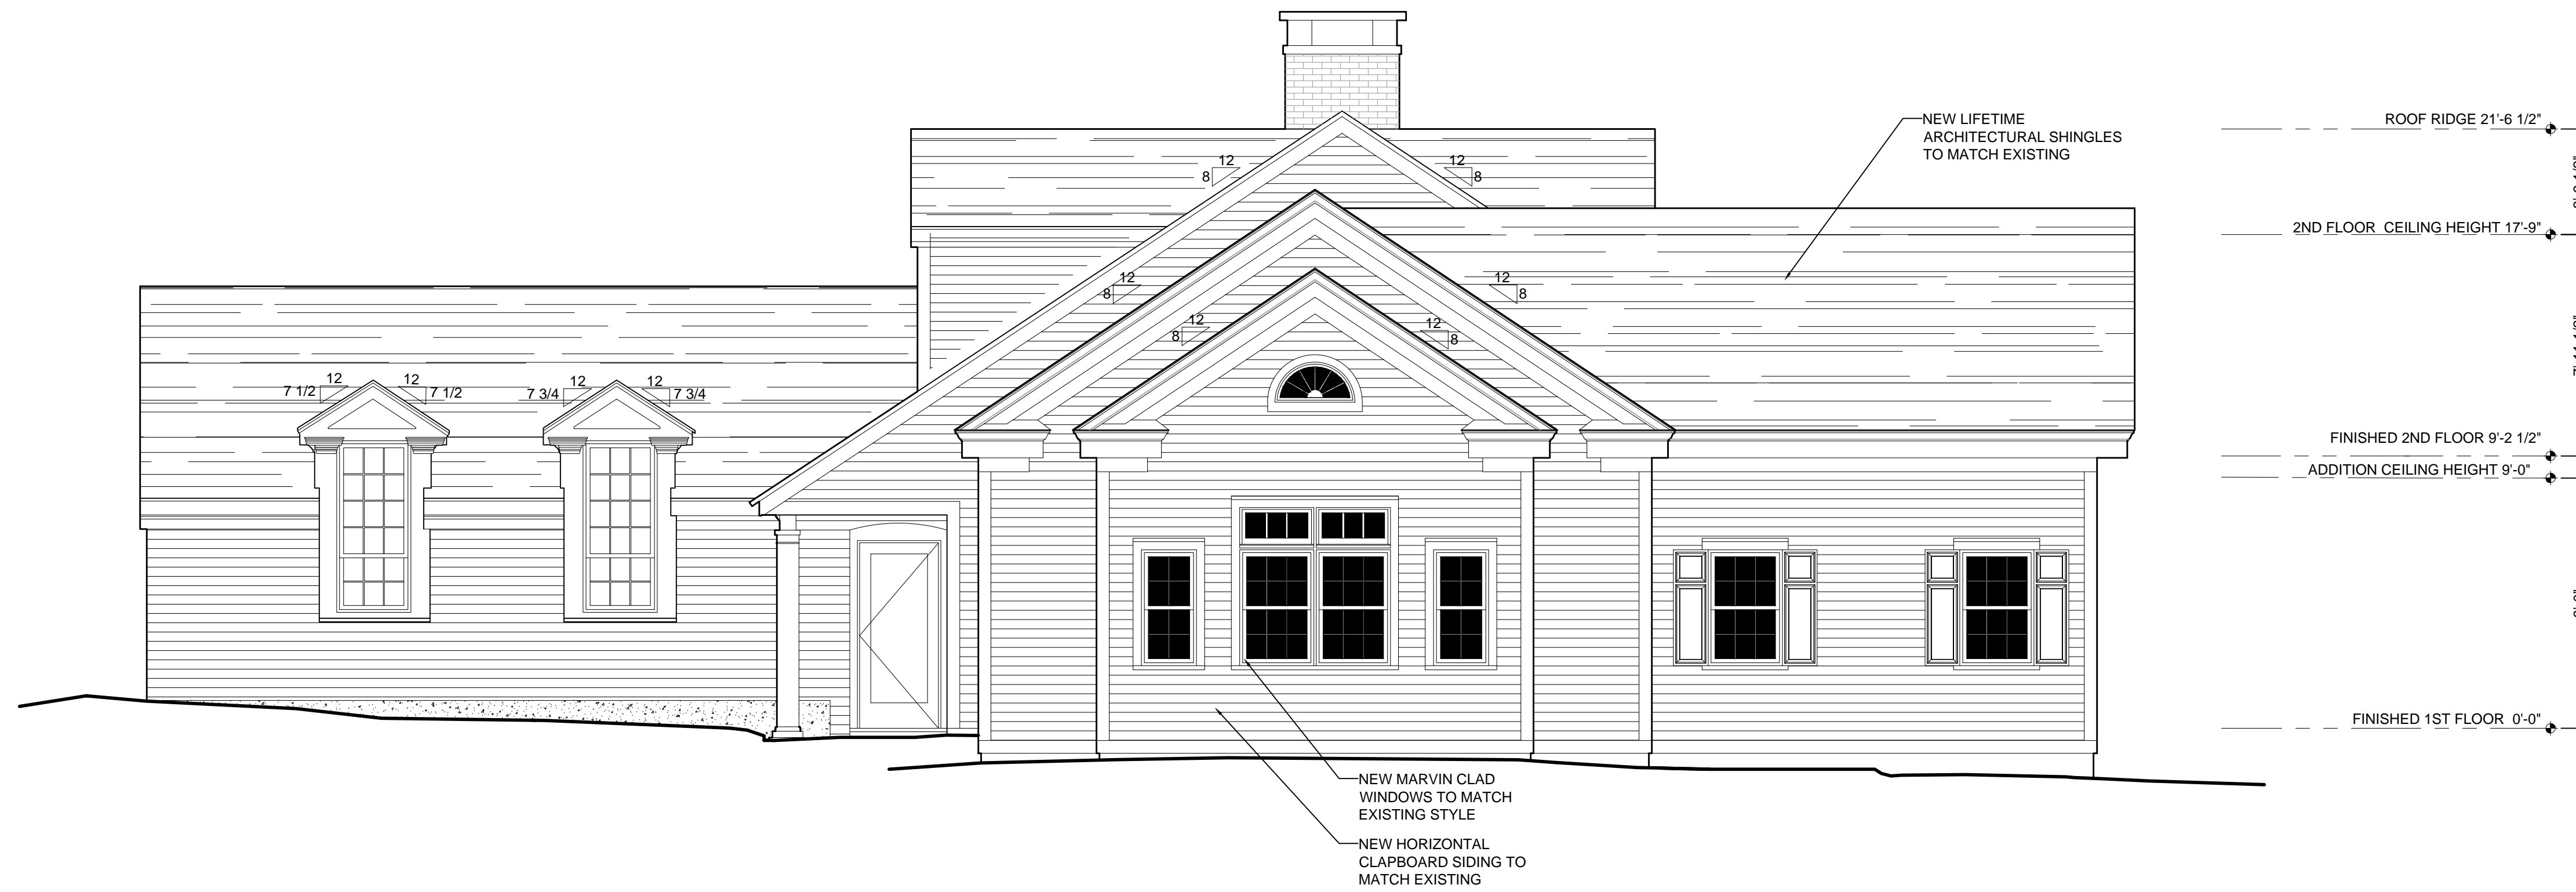 NEW LIFETIME
ARCHITECTURAL SHINGLES
TO MATCH EXISTING
ROOF RIDGE 21'-6 1/2"
12
8
12
8
2ND FLOOR  CEILING HEIGHT 17'-9"
12
8
12
8
12
8
12
8
12
7 1/2
12
7 1/2
12
7 3/4
12
7 3/4
FINISHED 2ND FLOOR 9'-2 1/2"
ADDITION CEILING HEIGHT 9'-0"
FINISHED 1ST FLOOR  0'-0"
NEW MARVIN CLAD
WINDOWS TO MATCH
EXISTING STYLE
NEW HORIZONTAL
CLAPBOARD SIDING TO
MATCH EXISTING